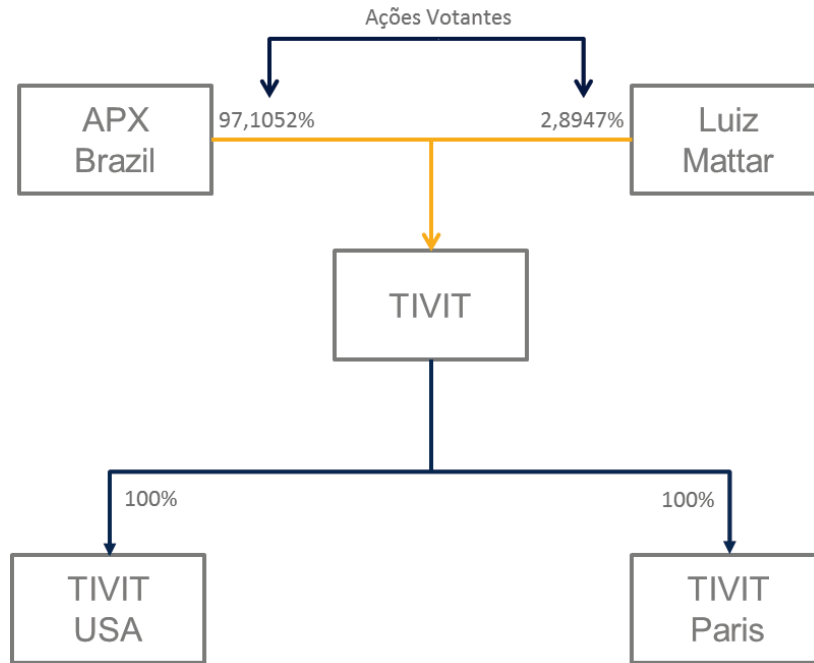 Ações Votantes
APX
Brazil
97,1052%
2,8947%
Luiz
Mattar
TIVIT
100%
100%
TIVIT
USA
TIVIT
Paris